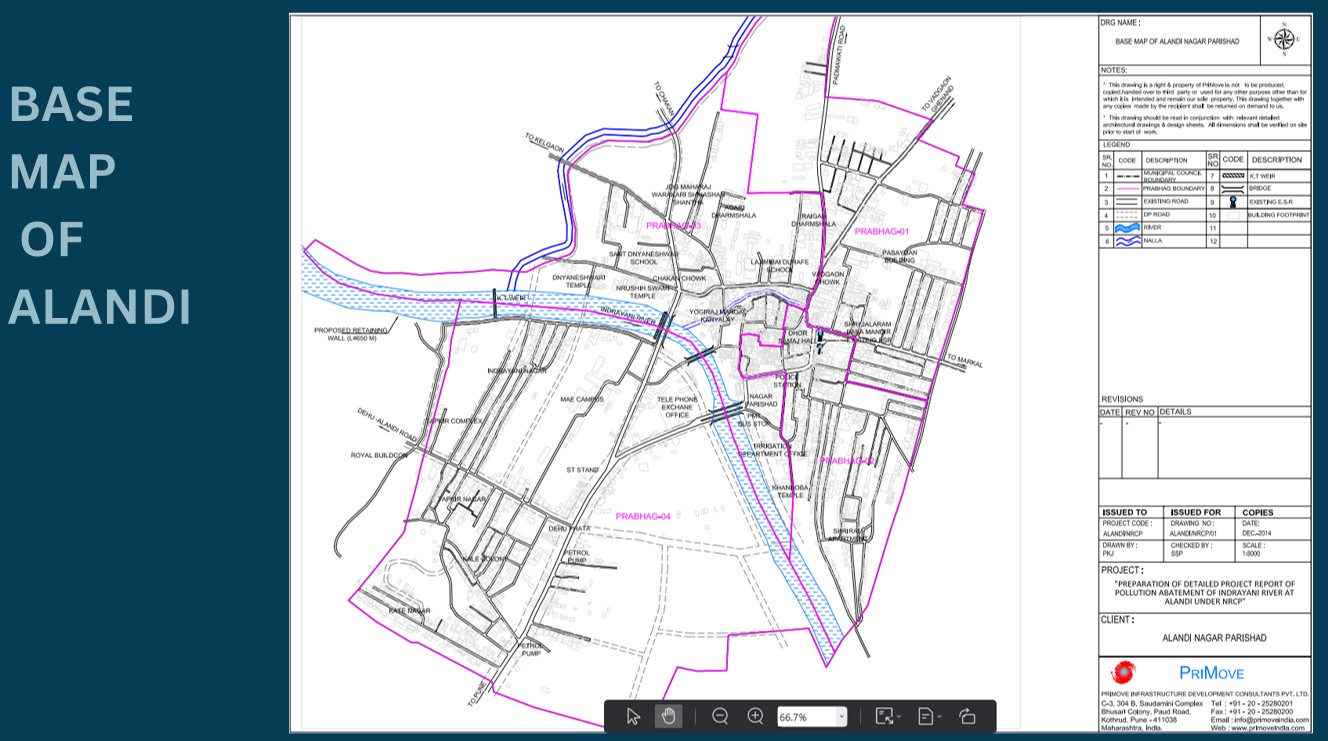 BASE
MAP
OF
ALANDI
TO CHAKAN
PADMAWATI ROAD
TO VADGAON
GHENAND
TO KELGAON
JOG MAHARAJ
WARAKARI SHIKASHAN
SHANTHA
AGARI
DHARMSHALA
RAIGAD
DHARMSHALA
PRABHAG-03
PRABHAG-01
SANT DNYANESHWAR
SCHOOL
LAXMIBAI DURAFE
SCHOOL
PASAYDAN
BUILDING
DNYANESHWARI
TEMPLE
CHAKAN CHOWK
VADGAON
CHOWK
NRUSHIH SWAMI
TEMPLE
K.T. WEIR
INDRAYANI RIVER
YOGIRAJ MANGAL
KARYALAY
PROPOSED RETAINING
WALL (L=650 M)
DHOR
SAMAJ HALL
SHRI JALARAM
BABA MANDIR
EXISTING ESR
TO MARKAL
INDRAYANI NAGAR
POLICE
STATION
MAE CAMPUS
TELE PHONE
EXCHANE
OFFICE
NAGAR
PARISHAD
BUS STOP
DEHU -ALANDI ROAD
TAPKIR COMPLEX
ROYAL BUILDCON
IRRIGATION
DEPARTMENT OFFICE
PRABHAG-02
ST STAND
KHANDOBA
TEMPLE
TAPKIR NAGAR
PRABHAG-04
DEHU PHATA
SHRIRAM
APARTMENT
KALE COLONY
PETROL
PUMP
KATE NAGAR
PETROL
PUMP
TO PUNE
66.7%
DRG NAME :
BASE MAP OF ALANDI NAGAR PARISHAD
N
W E
S
NOTES:
* This drawing is a right & property of PriMove is not to be produced,
copied,handed over to third party or used for any other purpose other than for
which it is intended and remain our sole property. This drawing together with
any copies made by the recipient shall be returned on demand to us.
* This drawing should be read in conjunction with relevant detailed
architectural drawings & design sheets. All dimensions shall be verified on site
prior to start of work.
LEGEND
SR. NO. CODE DESCRIPTION SR NO CODE DESCRIPTION
1 MUNICIPAL COUNCIL BOUNDARY 7 K.T WEIR
2 PRABHAG BOUNDARY 8 BRIDGE
3 EXISTING ROAD 9 EXISTING E.S.R
4 DP ROAD 10 BUILDING FOOTPRINT
5 RIVER 11
6 NALLA 12
REVISIONS
DATE REV NO DETAILS
- - -
ISSUED TO ISSUED FOR COPIES
PROJECT CODE : DRAWING NO : DATE:
ALANDI\NRCP ALANDI\NRCP/01 DEC.-2014
DRAWN BY : CHECKED BY : SCALE :
PKJ SSP 1:8000
PROJECT :
"PREPARATION OF DETAILED PROJECT REPORT OF
POLLUTION ABATEMENT OF INDRAYANI RIVER AT
ALANDI UNDER NRCP"
CLIENT :
ALANDI NAGAR PARISHAD
PRIMOVE
PRIMOVE INFRASTRUCTURE DEVELOPMENT CONSULTANTS PVT. LTD.
C-3, 304 B, Saudamini Complex Tel : +91 - 20 - 25280201
Bhusari Colony, Paud Road, Fax : +91 - 20 - 25280200
Kothrud, Pune - 411038 Email : info@primoveindia.com
Maharashtra, India. Web : www.primoveindia.com